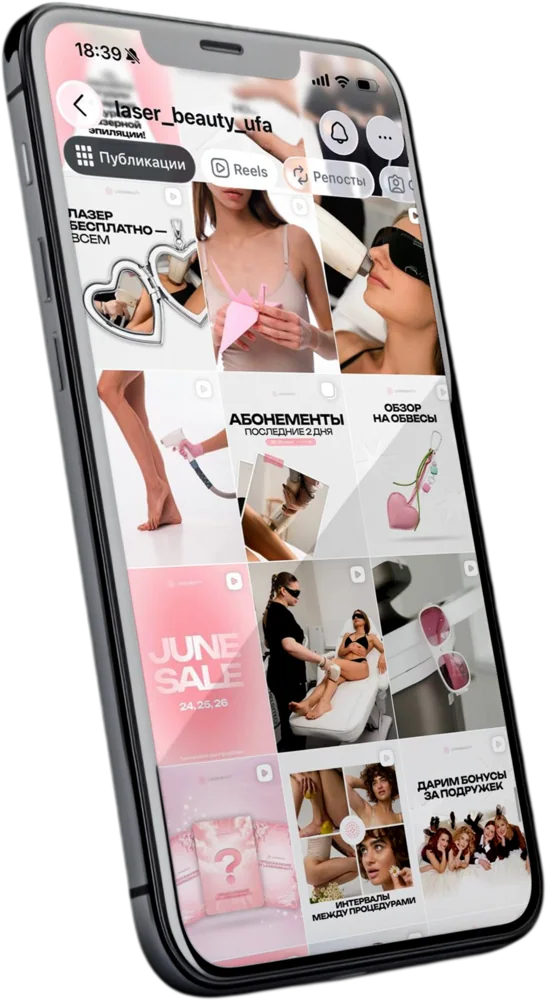 18:39
зерной
эпиляции!
laser_beauty_ufa
Публикации
Reels
Репосты
ЛАЗЕР
БЕСПЛАТНО —
ВСЕМ
АБОНЕМЕНТЫ
ПОСЛЕДНИЕ 2 ДНЯ
ОБЗОР
НА ОБВЕСЫ
JUNE
SALE
24, 25, 26
?
ИНТЕРВАЛЫ
МЕЖДУ ПРОЦЕДУРАМИ
ДАРИМ БОНУСЫ
ЗА ПОДРУЖЕК